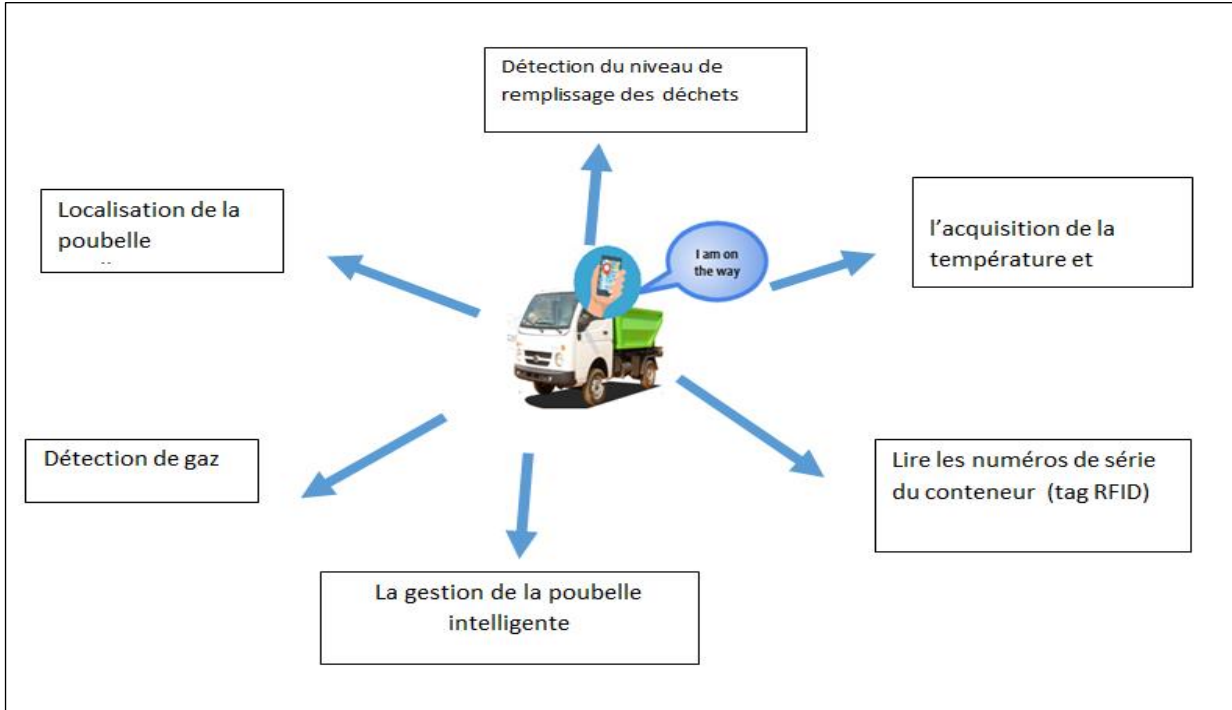 Détection du niveau de
remplissage des déchets
Localisation de la
poubelle
l'acquisition de la
température et
I am on
the way
Détection de gaz
Lire les numéros de série
du conteneur (tag RFID)
La gestion de la poubelle
intelligente